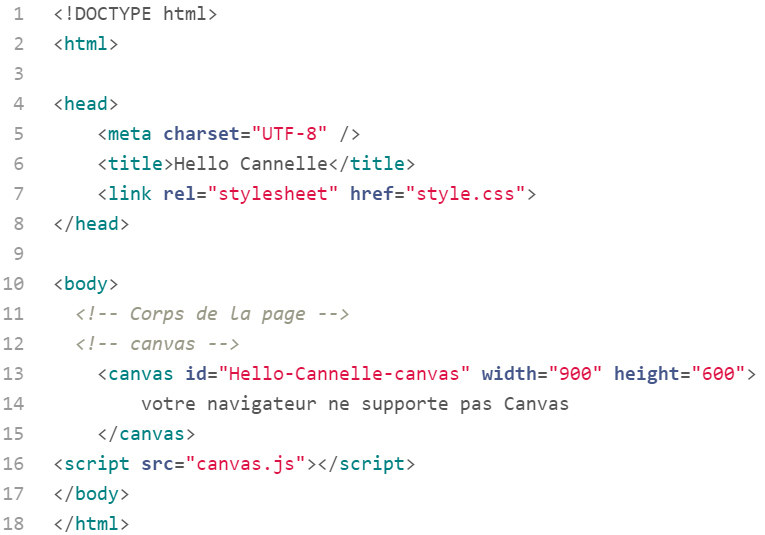 1 <!DOCTYPE html>
2 <html>
3
4 <head>
5     <meta charset="UTF-8" />
6     <title>Hello Cannelle</title>
7     <link rel="stylesheet" href="style.css">
8 </head>
9
10 <body>
11   <!-- Corps de la page -->
12   <!-- canvas -->
13     <canvas id="Hello-Cannelle-canvas" width="900" height="600">
14         votre navigateur ne supporte pas Canvas
15     </canvas>
16 <script src="canvas.js"></script>
17 </body>
18 </html>